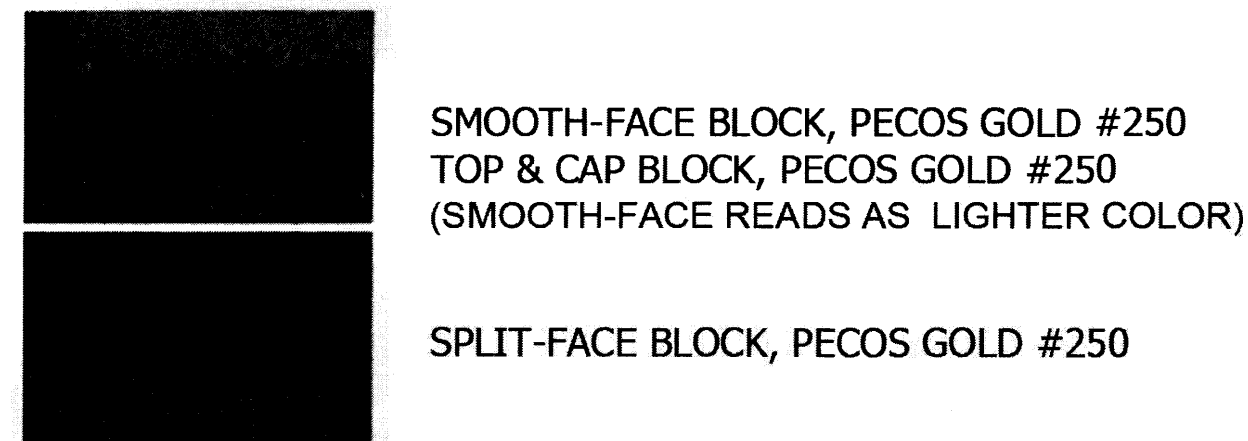 SMOOTH-FACE BLOCK, PECOS GOLD #250
TOP & CAP BLOCK, PECOS GOLD #250
(SMOOTH-FACE READS AS LIGHTER COLOR)
SPLIT-FACE BLOCK, PECOS GOLD #250